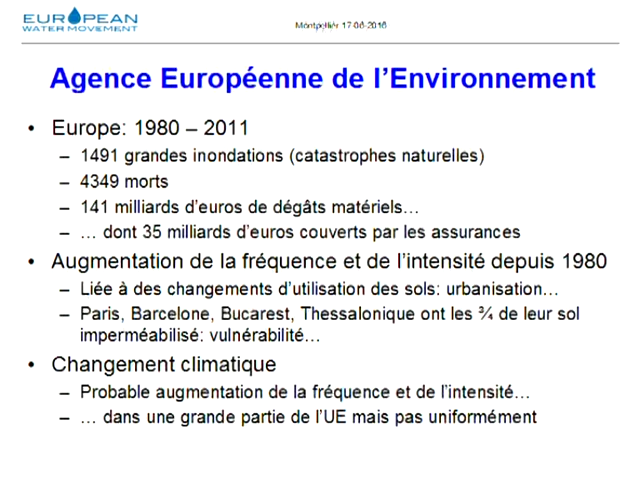 EUROPEAN
WATER MOVEMENT
Montpellier 17-06-2016
Agence Européenne de l'Environnement
• Europe: 1980 – 2011
– 1491 grandes inondations (catastrophes naturelles)
– 4349 morts
– 141 milliards d'euros de dégâts matériels…
– … dont 35 milliards d'euros couverts par les assurances
• Augmentation de la fréquence et de l'intensité depuis 1980
– Liée à des changements d'utilisation des sols: urbanisation…
– Paris, Barcelone, Bucarest, Thessalonique ont les ¾ de leur sol
imperméabilisé: vulnérabilité…
• Changement climatique
– Probable augmentation de la fréquence et de l'intensité…
– … dans une grande partie de l'UE mais pas uniformément